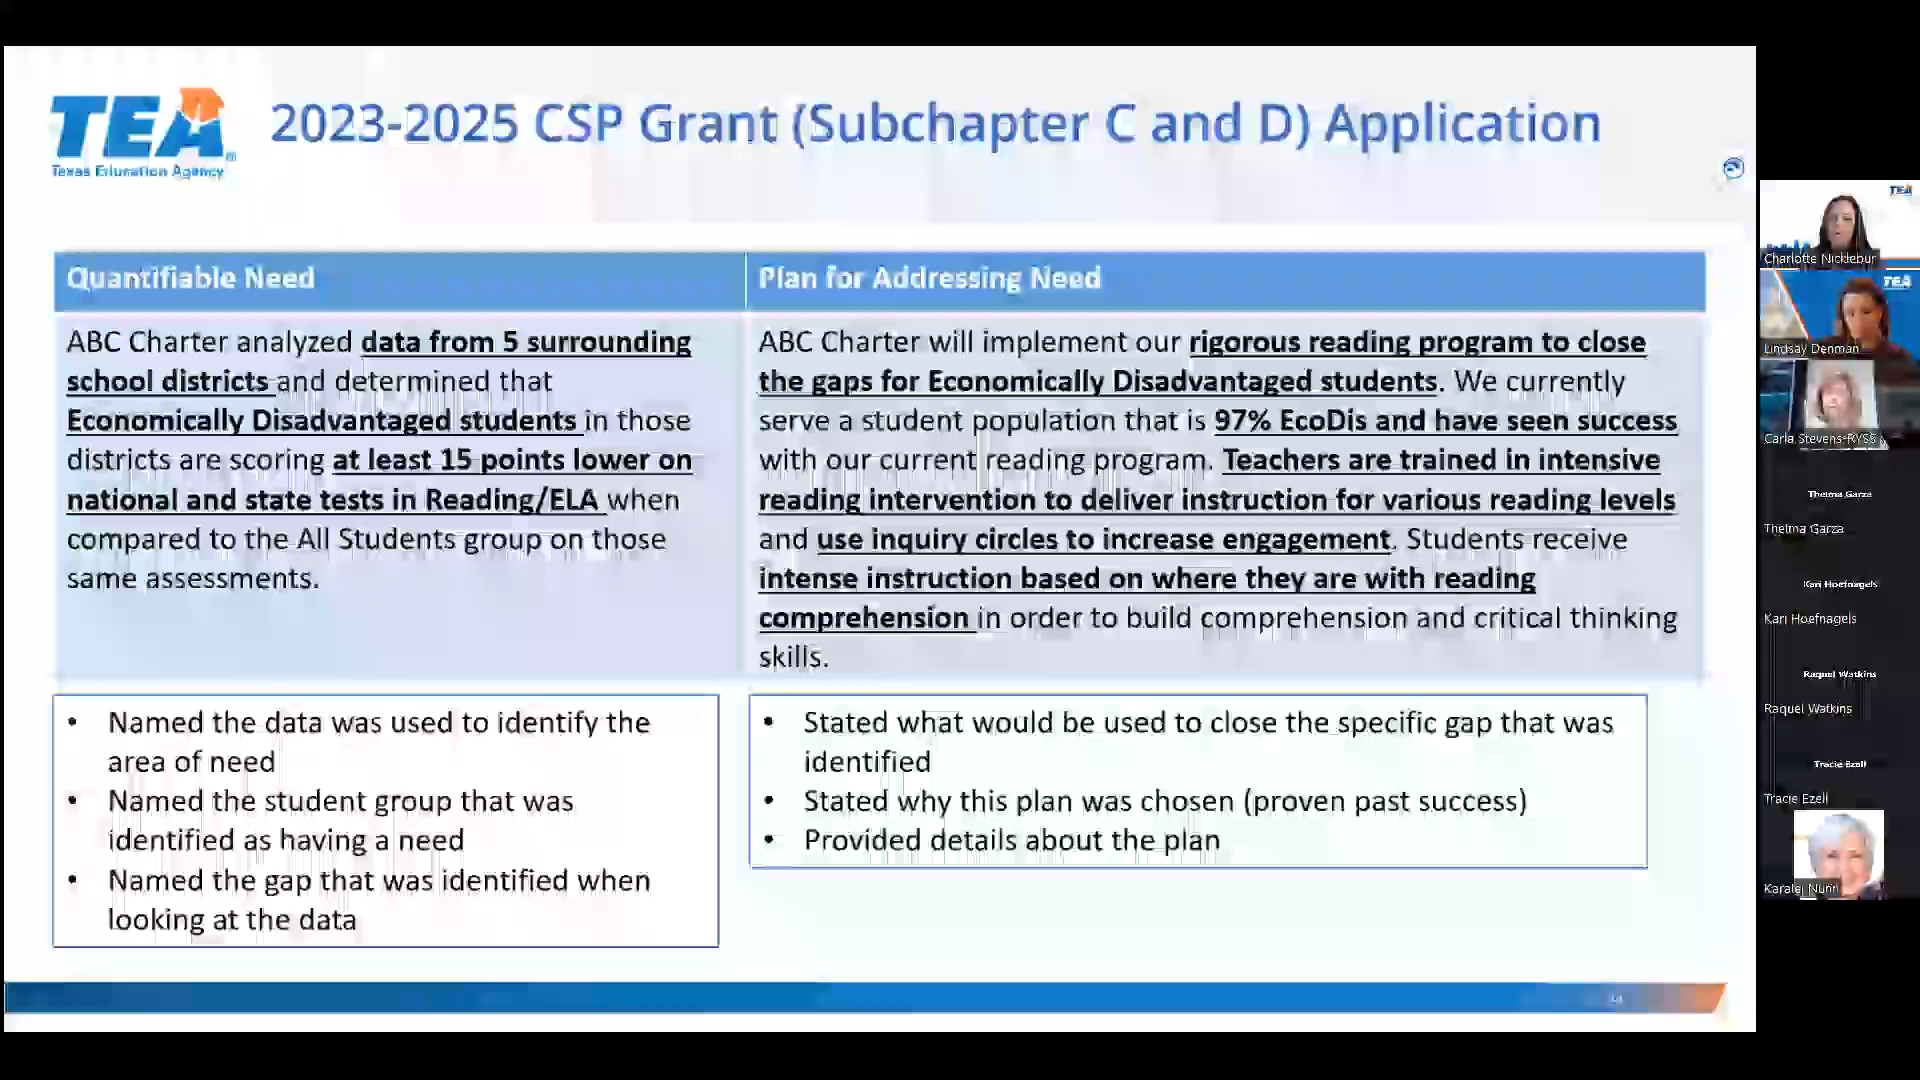 TEA
Texas Education Agency
2023-2025 CSP Grant (Subchapter C and D) Application
Quantifiable Need
ABC Charter analyzed data from 5 surrounding
school districts and determined that
Economically Disadvantaged students in those
districts are scoring at least 15 points lower on
national and state tests in Reading/ELA when
compared to the All Students group on those
same assessments.
Plan for Addressing Need
ABC Charter will implement our rigorous reading program to close
the gaps for Economically Disadvantaged students. We currently
serve a student population that is 97% EcoDis and have seen success
with our current reading program. Teachers are trained in intensive
reading intervention to deliver instruction for various reading levels
and use inquiry circles to increase engagement. Students receive
intense instruction based on where they are with reading
comprehension in order to build comprehension and critical thinking
skills.
• Named the data was used to identify the
area of need
• Named the student group that was
identified as having a need
• Named the gap that was identified when
looking at the data
• Stated what would be used to close the specific gap that was
identified
• Stated why this plan was chosen (proven past success)
• Provided details about the plan
TEA
Charlotte Nicklebur
TEA
Lindsay Denman
Carla Stevens-RYSS
Thelma Garza
Thelma Garza
Kari Hoefnagels
Kari Hoefnagels
Raquel Watkins
Raquel Watkins
Tracie Ezell
Tracie Ezell
Karalei Nunn